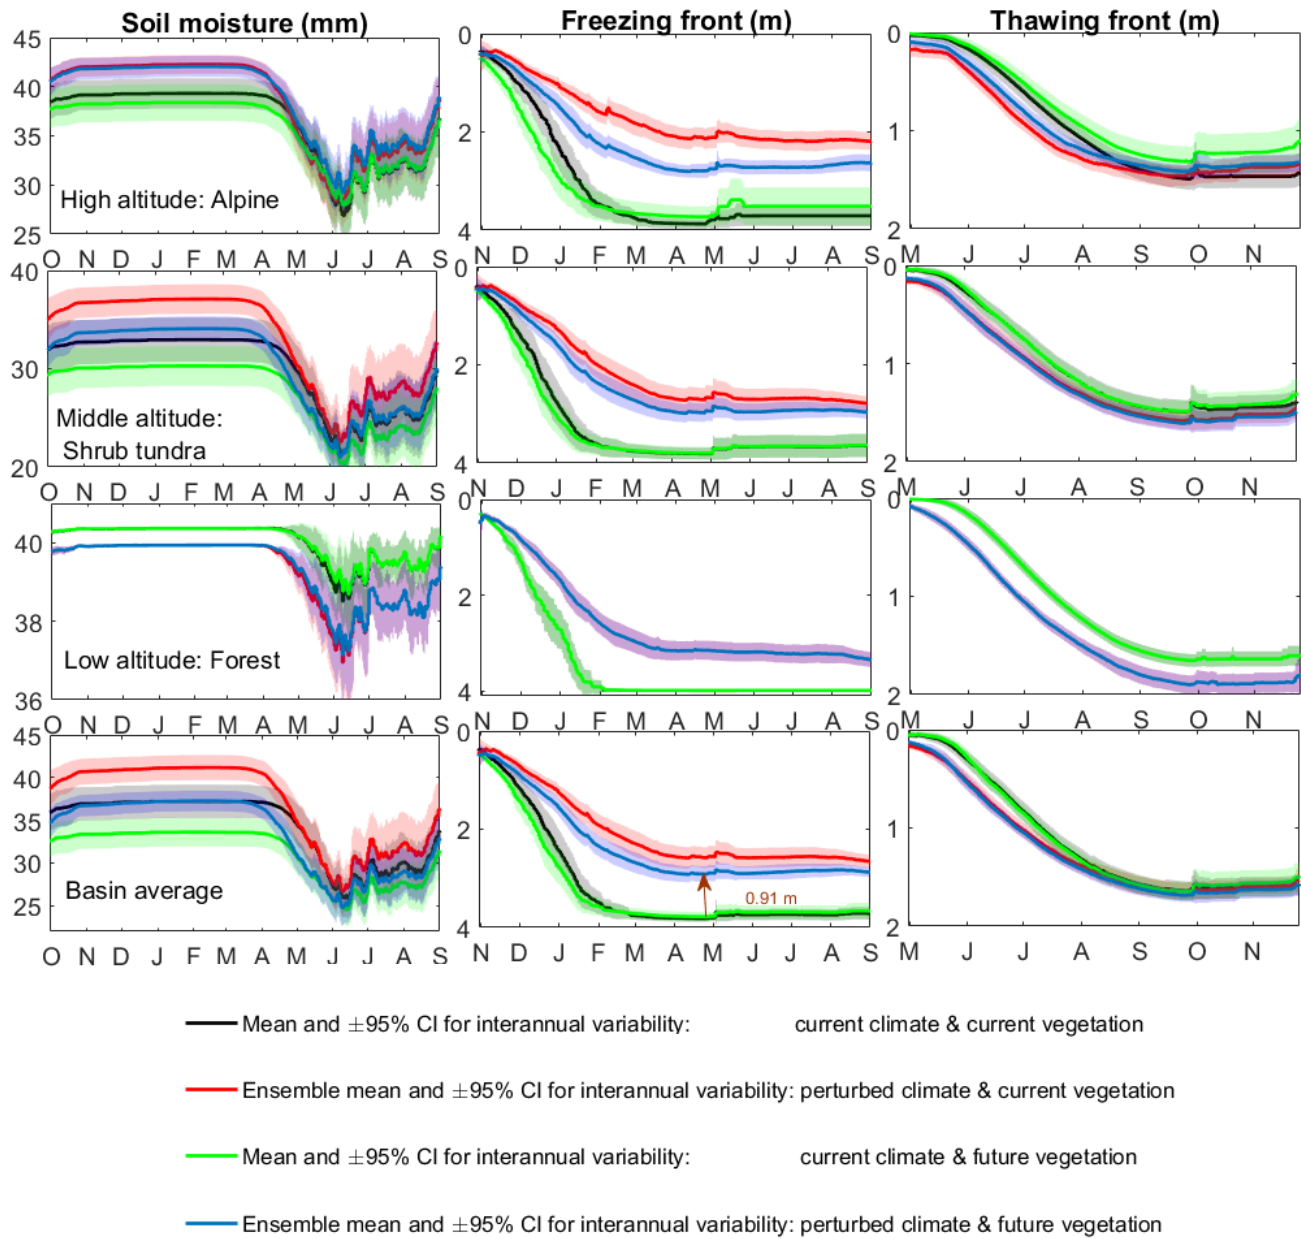 Soil moisture (mm) Freezing front (m) Thawing front (m)
45
40
35
30
25
High altitude: Alpine
O N D J F M A M J J A S
0
2
4
N D J F M A M J J A S
0
1
2
M J J A S O N
40
30
20
Middle altitude:
Shrub tundra
O N D J F M A M J J A S
0
2
4
N D J F M A M J J A S
0
1
2
M J J A S O N
40
38
36
Low altitude: Forest
O N D J F M A M J J A S
0
2
4
N D J F M A M J J A S
0
1
2
M J J A S O N
45
40
35
30
25
Basin average
O N D J F M A M J J A S
0
2
4
0.91 m
N D J F M A M J J A S
0
1
2
M J J A S O N
Mean and ±95% CI for interannual variability: current climate & current vegetation
Ensemble mean and ±95% CI for interannual variability: perturbed climate & current vegetation
Mean and ±95% CI for interannual variability: current climate & future vegetation
Ensemble mean and ±95% CI for interannual variability: perturbed climate & future vegetation